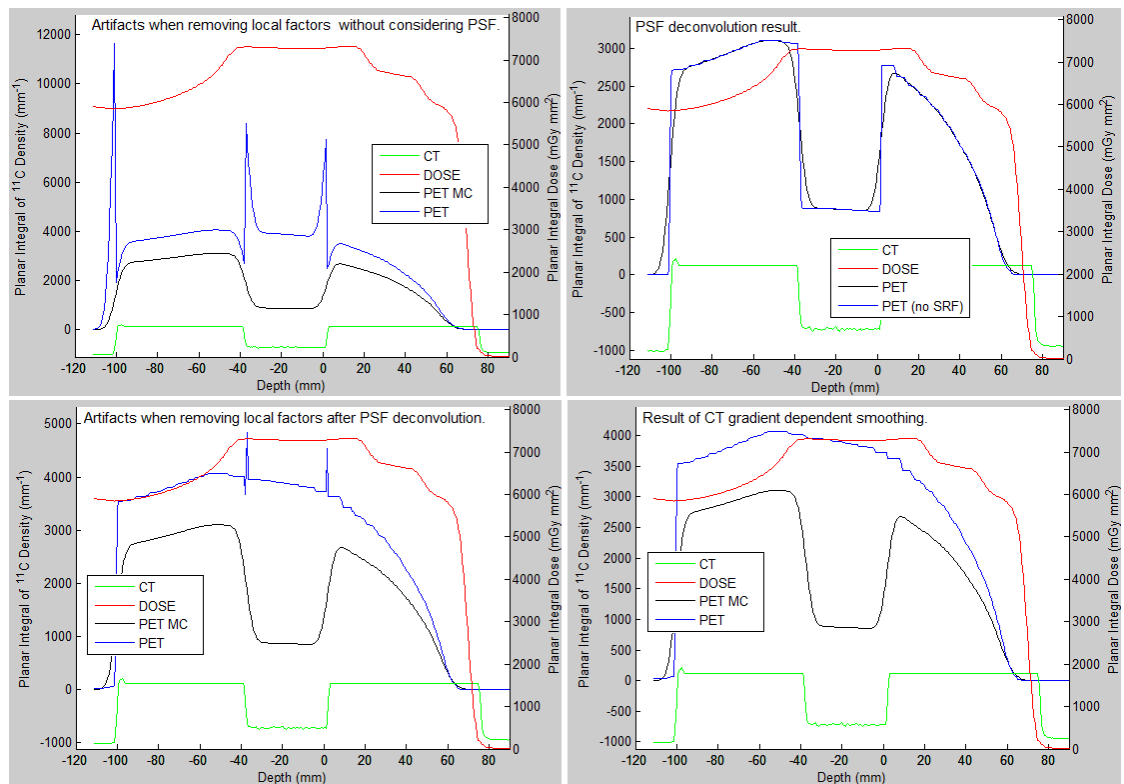 Artifacts when removing local factors without considering PSF.
Planar Integral of ¹¹C Density (mm⁻¹)
12000
10000
8000
6000
4000
2000
0
CT
DOSE
PET MC
PET
8000
7000
6000
5000
4000
3000
2000
1000
0
Planar Integral Dose (mGy mm²)
-120 -100 -80 -60 -40 -20 0 20 40 60 80
Depth (mm)
PSF deconvolution result.
Planar Integral of ¹¹C Density (mm⁻¹)
3000
2500
2000
1500
1000
500
0
-500
-1000
CT
DOSE
PET
PET (no SRF)
8000
7000
6000
5000
4000
3000
2000
1000
0
Planar Integral Dose (mGy mm²)
-120 -100 -80 -60 -40 -20 0 20 40 60 80
Depth (mm)
Artifacts when removing local factors after PSF deconvolution.
Planar Integral of ¹¹C Density (mm⁻¹)
5000
4000
3000
2000
1000
0
-1000
CT
DOSE
PET MC
PET
8000
7000
6000
5000
4000
3000
2000
1000
0
Planar Integral Dose (mGy mm²)
-120 -100 -80 -60 -40 -20 0 20 40 60 80
Depth (mm)
Result of CT gradient dependent smoothing.
Planar Integral of ¹¹C Density (mm⁻¹)
4000
3500
3000
2500
2000
1500
1000
500
0
-500
-1000
CT
DOSE
PET MC
PET
8000
7000
6000
5000
4000
3000
2000
1000
0
Planar Integral Dose (mGy mm²)
-120 -100 -80 -60 -40 -20 0 20 40 60 80
Depth (mm)